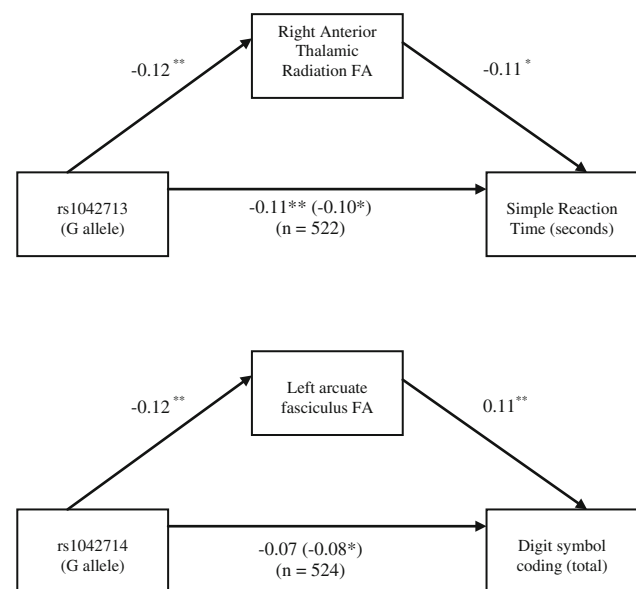 Right Anterior
Thalamic
Radiation FA
-0.12 **
-0.11 *
rs1042713
(G allele)
-0.11** (-0.10*)
(n = 522)
Simple Reaction
Time (seconds)
Left arcuate
fasciculus FA
-0.12 **
0.11**
rs1042714
(G allele)
-0.07 (-0.08*)
(n = 524)
Digit symbol
coding (total)